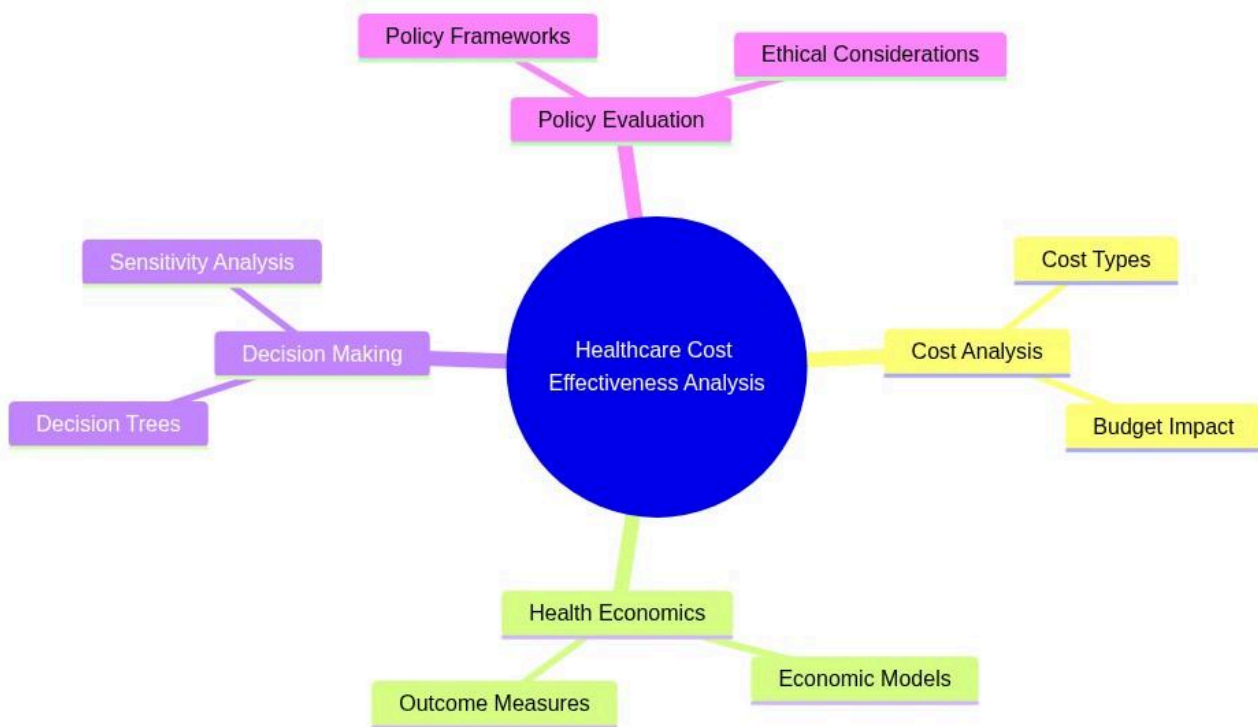 Policy Frameworks
Ethical Considerations
Policy Evaluation
Sensitivity Analysis
Cost Types
Decision Making
Healthcare Cost
Effectiveness Analysis
Cost Analysis
Decision Trees
Budget Impact
Health Economics
Economic Models
Outcome Measures